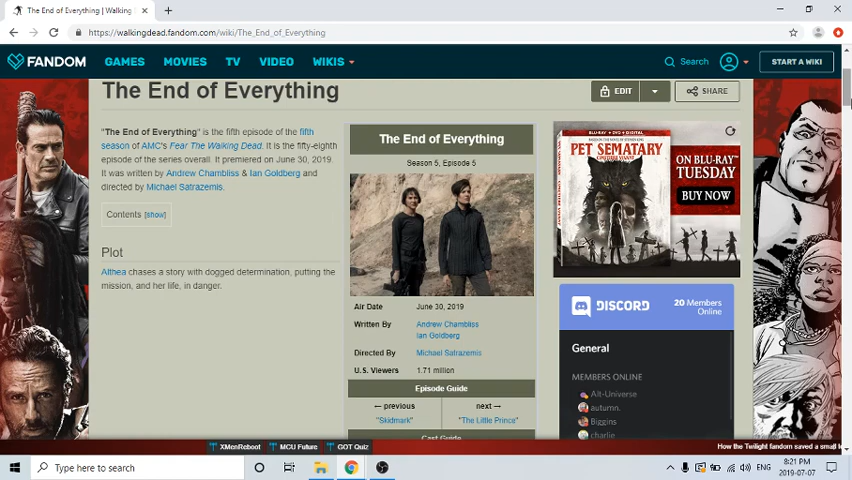 The End of Everything | Walking
https://walkingdead.fandom.com/wiki/The_End_of_Everything
FANDOM
GAMES
MOVIES
TV
VIDEO
WIKIS
Search
START A WIKI
The End of Everything
EDIT
SHARE
"The End of Everything" is the fifth episode of the fifth
season of AMC's Fear The Walking Dead. It is the fifty-eighth
episode of the series overall. It premiered on June 30, 2019.
It was written by Andrew Chambliss & Ian Goldberg and
directed by Michael Satrazemis.
Contents [show]
Plot
Althea chases a story with dogged determination, putting the
mission, and her life, in danger.
The End of Everything
Season 5, Episode 5
Air Date June 30, 2019
Written By Andrew Chambliss
Ian Goldberg
Directed By Michael Satrazemis
U.S. Viewers 1.71 million
Episode Guide
← previous next →
"Skidmark" "The Little Prince"
Cast Guide
BLU-RAY + DVD + DIGITAL
PET SEMATARY
ON BLU-RAY
TUESDAY
BUY NOW
DISCORD
20 Members
Online
General
MEMBERS ONLINE
Alt-Universe
autumn.
Biggins
charlie
XMenReboot
MCU Future
GOT Quiz
How the Twilight fandom saved a small t
Type here to search
ENG
8:21 PM
2019-07-07